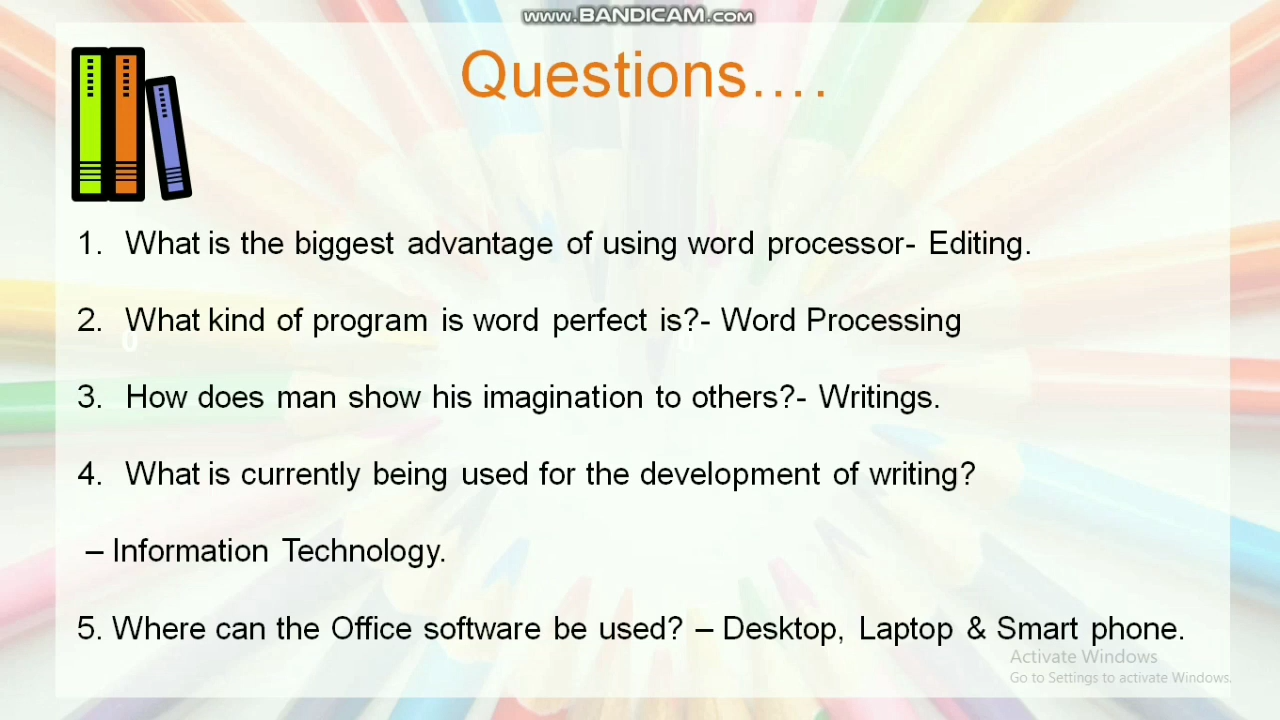 www.BANDICAM.com
Questions….
1. What is the biggest advantage of using word processor- Editing.
2. What kind of program is word perfect is?- Word Processing
3. How does man show his imagination to others?- Writings.
4. What is currently being used for the development of writing?
– Information Technology.
5. Where can the Office software be used? – Desktop, Laptop & Smart phone.
Activate Windows
Go to Settings to activate Windows.